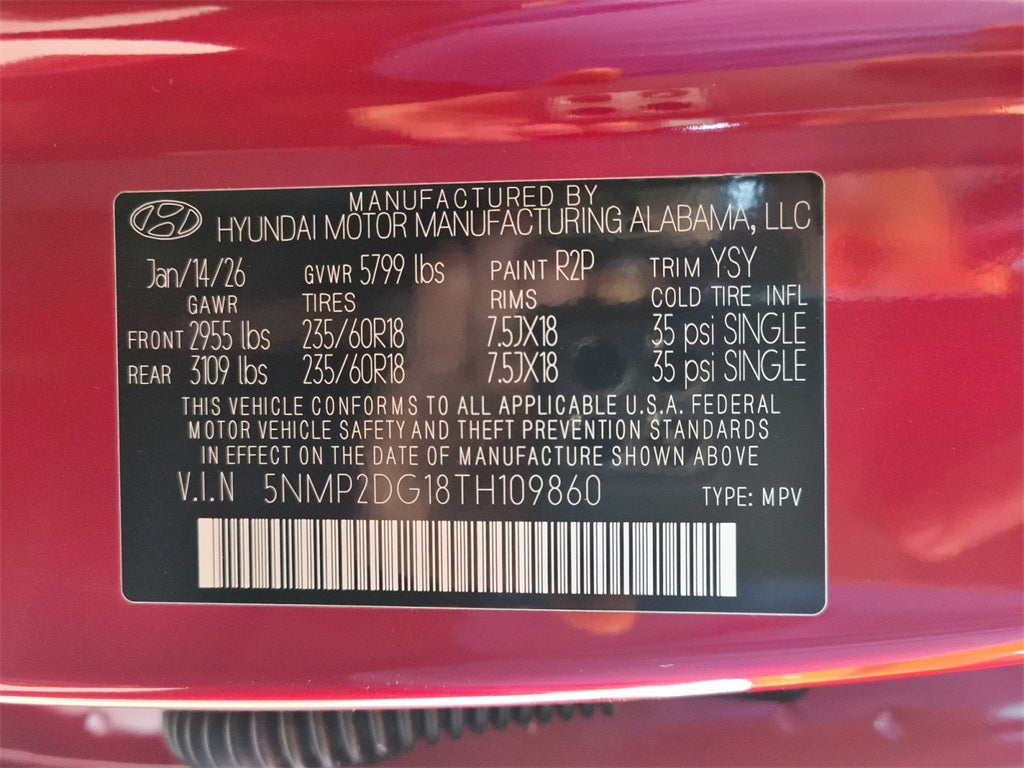 MANUFACTURED BY
HYUNDAI MOTOR MANUFACTURING ALABAMA, LLC
Jan/14/26 GVWR 5799 lbs PAINT R2P TRIM YSY
GAWR TIRES RIMS COLD TIRE INFL
FRONT 2955 lbs 235/60R18 7.5JX18 35 psi SINGLE
REAR 3109 lbs 235/60R18 7.5JX18 35 psi SINGLE
THIS VEHICLE CONFORMS TO ALL APPLICABLE U.S.A. FEDERAL
MOTOR VEHICLE SAFETY AND THEFT PREVENTION STANDARDS
IN EFFECT ON THE DATE OF MANUFACTURE SHOWN ABOVE
V.I.N 5NMP2DG18TH109860 TYPE: MPV